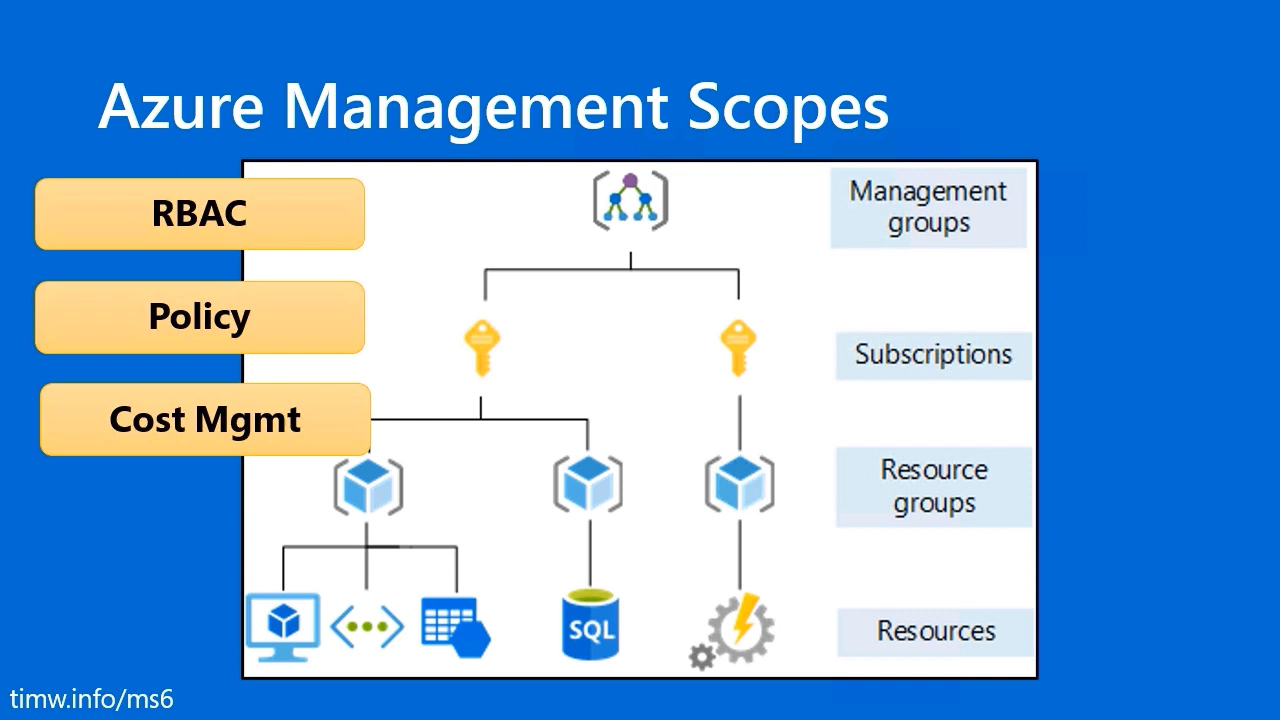 Azure Management Scopes
RBAC
Policy
Cost Mgmt
Management
groups
Subscriptions
Resource
groups
Resources
SQL
timw.info/ms6